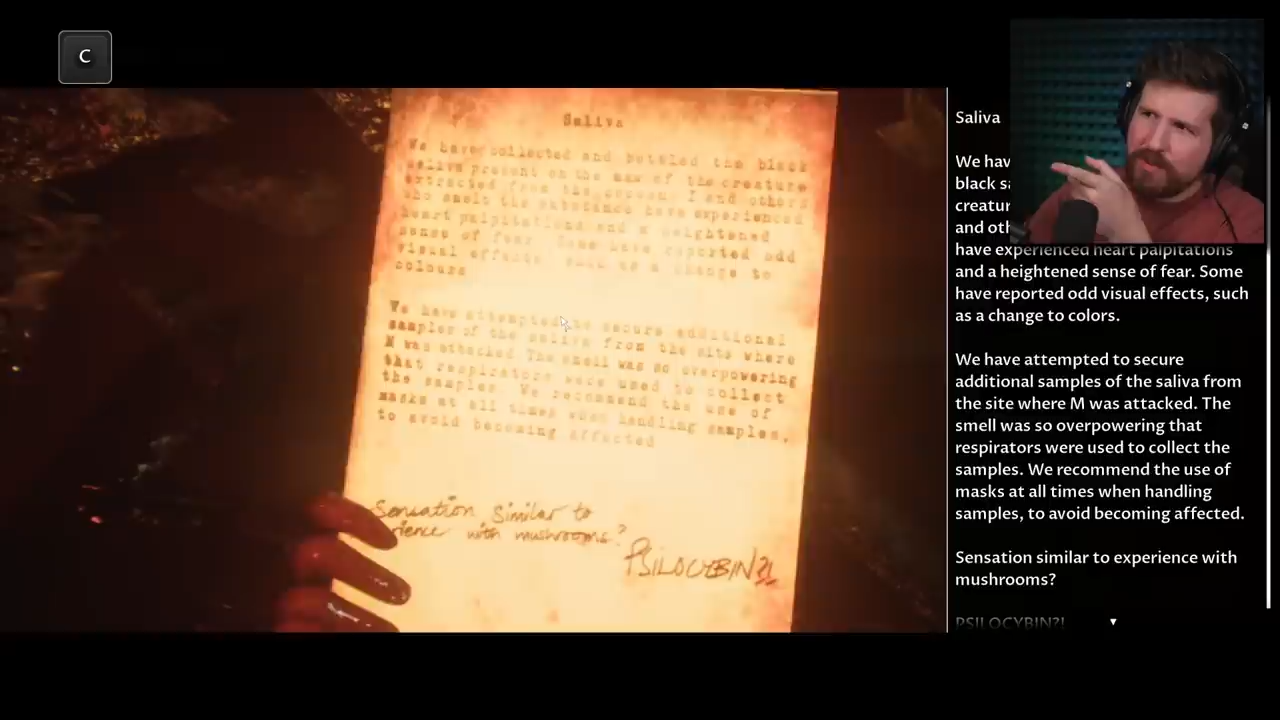 C
Saliva
We have collected and bottled the black
saliva present on the maw of the creature
extracted from the cocoon. I and others
who smelt the substance have experienced
heart palpitations and a heightened
sense of fear. Some have reported odd
visual effects, such as a change to
colours
We have attempted to secure additional
samples of the saliva from the site where
M was attacked. The smell was so overpowering
that respirators were used to collect
the samples. We recommend the use of
masks at all times when handling samples,
to avoid becoming affected
Sensation Similar to
rience with mushrooms?
PSILOCYBIN?!
Saliva
We hav
black sa
creatur
and oth
have experienced heart palpitations
and a heightened sense of fear. Some
have reported odd visual effects, such
as a change to colors.
We have attempted to secure
additional samples of the saliva from
the site where M was attacked. The
smell was so overpowering that
respirators were used to collect the
samples. We recommend the use of
masks at all times when handling
samples, to avoid becoming affected.
Sensation similar to experience with
mushrooms?
PSILOCYBIN?!